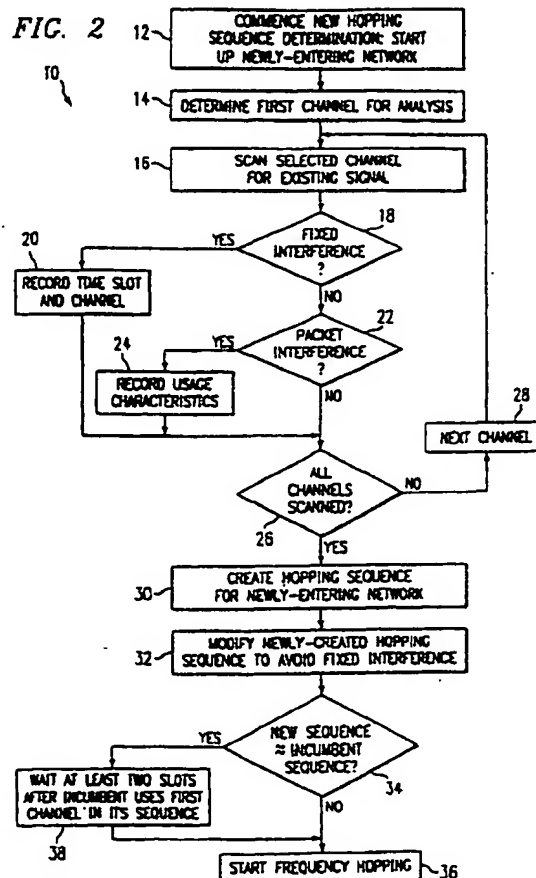 FIG. 2
10
12
COMMENCE NEW HOPPING
SEQUENCE DETERMINATION: START
UP NEWLY-ENTERING NETWORK
14
DETERMINE FIRST CHANNEL FOR ANALYSIS
16
SCAN SELECTED CHANNEL
FOR EXISTING SIGNAL
18
FIXED
INTERFERENCE
?
YES
NO
20
RECORD TIME SLOT
AND CHANNEL
22
PACKET
INTERFERENCE
?
YES
NO
24
RECORD USAGE
CHARACTERISTICS
28
NEXT CHANNEL
ALL
CHANNELS
SCANNED?
26
NO
YES
30
CREATE HOPPING SEQUENCE
FOR NEWLY-ENTERING NETWORK
32
MODIFY NEWLY-CREATED HOPPING
SEQUENCE TO AVOID FIXED INTERFERENCE
NEW SEQUENCE
≈ INCUMBENT
SEQUENCE?
34
YES
NO
WAIT AT LEAST TWO SLOTS
AFTER INCUMBENT USES FIRST
CHANNEL IN ITS SEQUENCE
38
START FREQUENCY HOPPING
36